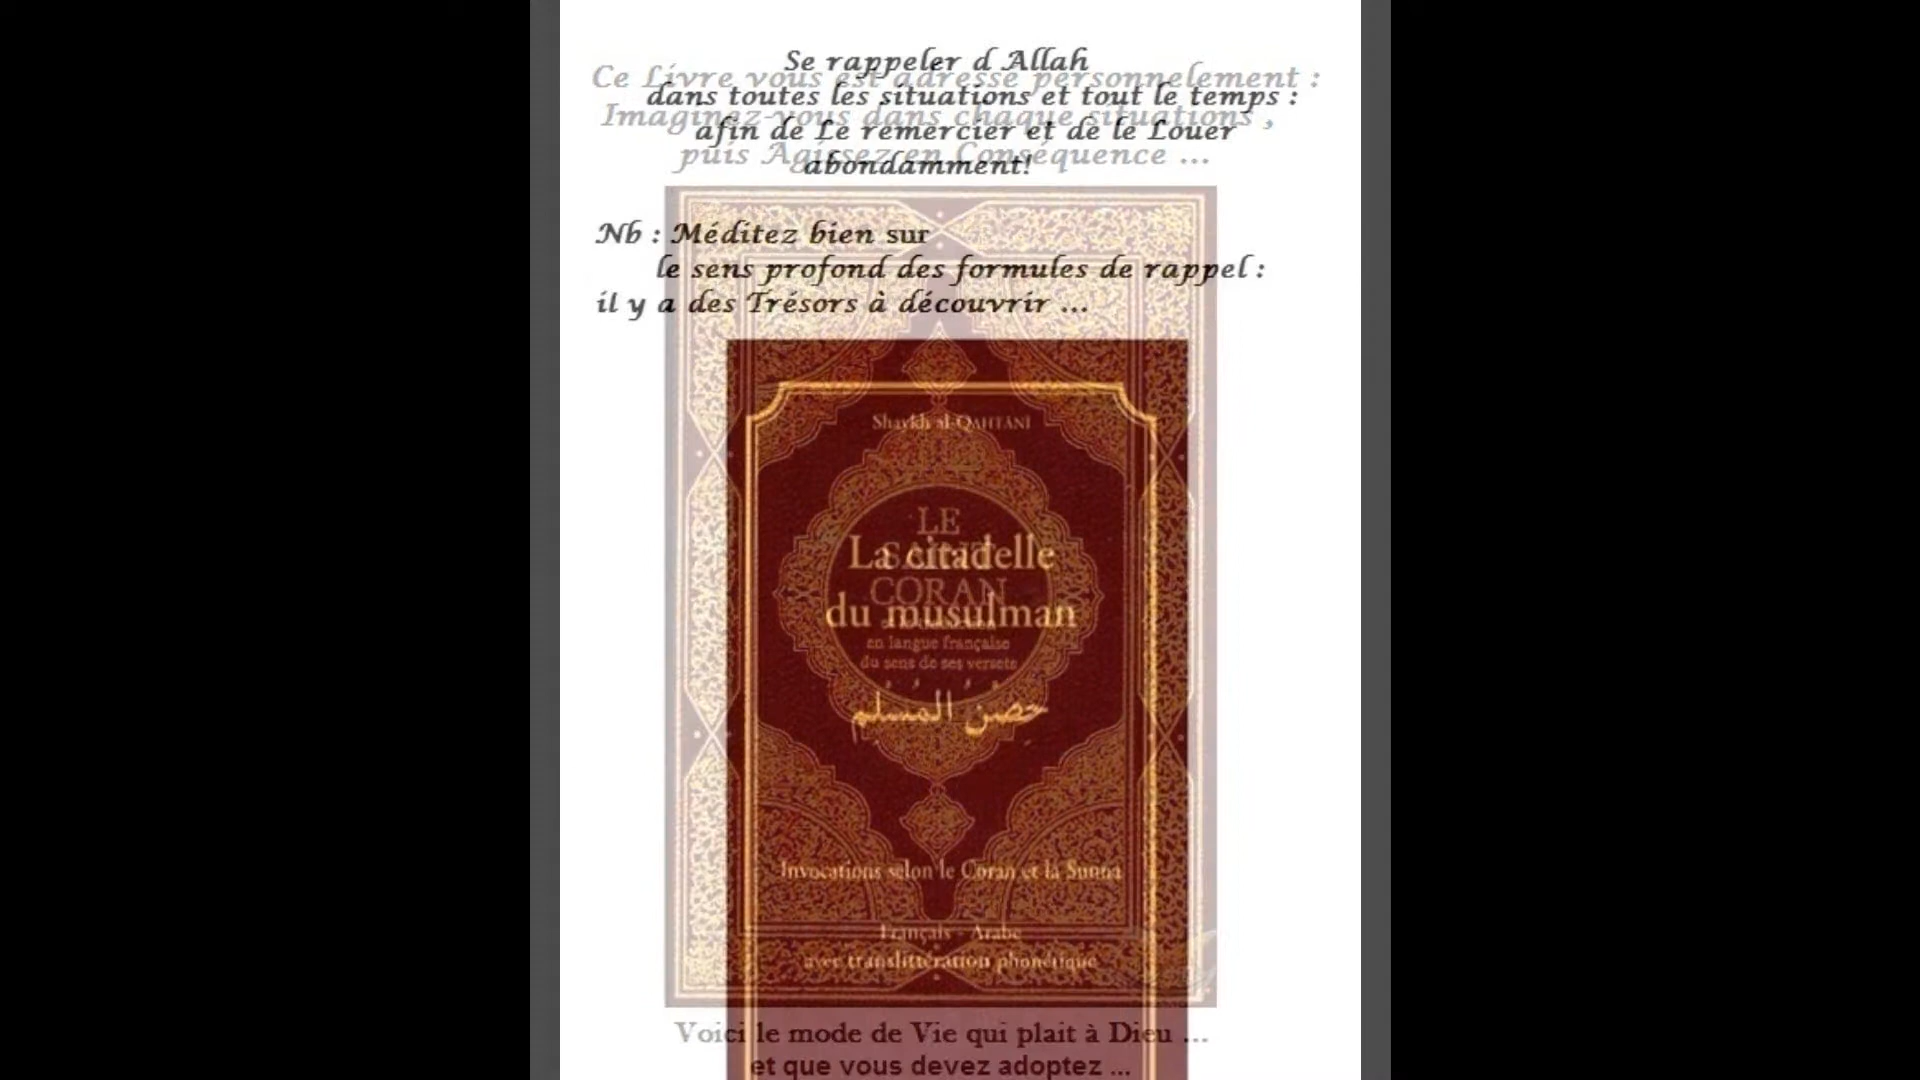 Se rappeler d Allah
Ce Livre vous est adressé personnelement :
dans toutes les situations et tout le temps :
Imaginez-vous dans chaque situations ,
afin de Le remercier et de le Louer
puis Agissez en Conséquence ...
abondamment!
Nb : Méditez bien sur
le sens profond des formules de rappel :
il y a des Trésors à découvrir ...
Shaykh al-QAHTANI
LE
SAINT
La citadelle
CORAN
du musulman
en langue française
du sens de ses versets
حِصْنُ المُسْلِمِ
Invocations selon le Coran et la Sunna
Français - Arabe
avec translittération phonétique
Voici le mode de Vie qui plait à Dieu ...
et que vous devez adoptez ...